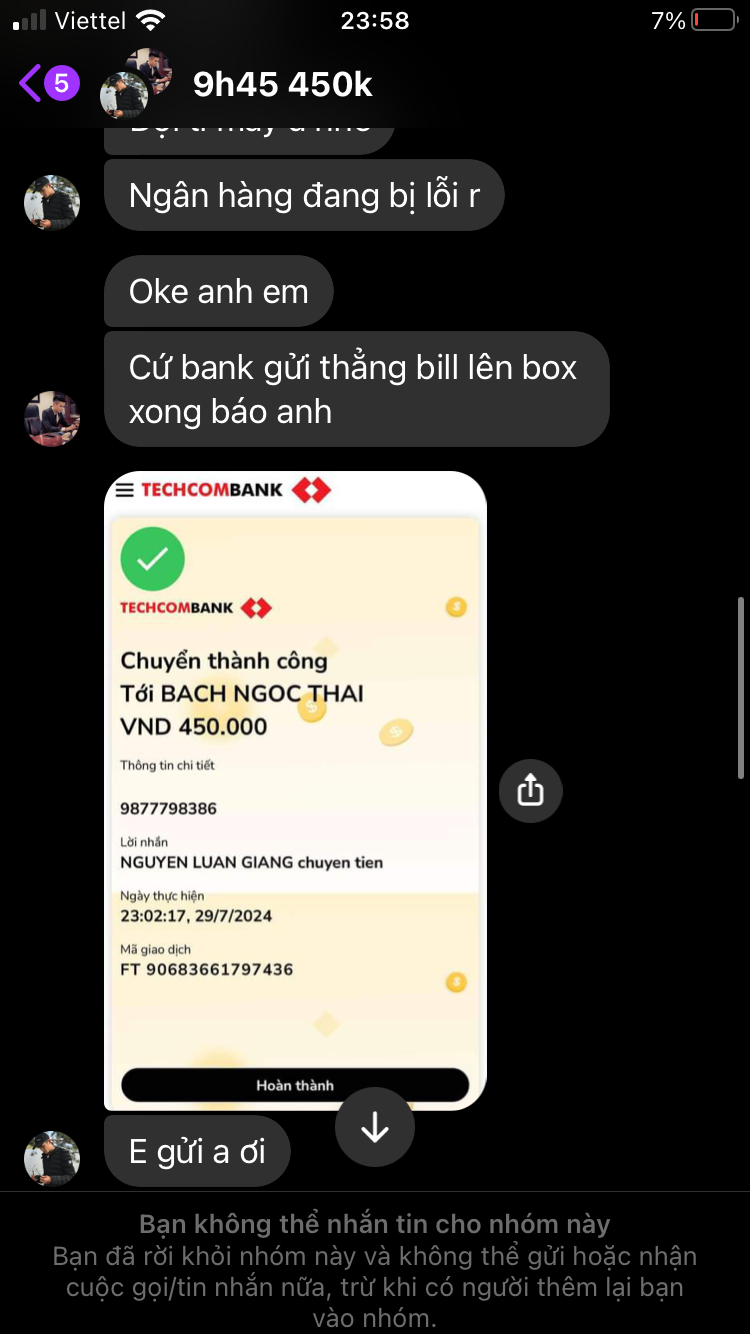 Viettel 23:58 7%
5 9h45 450k
Ngân hàng đang bị lỗi r
Oke anh em
Cứ bank gửi thẳng bill lên box
xong báo anh
TECHCOMBANK
TECHCOMBANK
Chuyển thành công
Tới BACH NGOC THAI
VND 450.000
Thông tin chi tiết
9877798386
Lời nhắn
NGUYEN LUAN GIANG chuyen tien
Ngày thực hiện
23:02:17, 29/7/2024
Mã giao dịch
FT 90683661797436
Hoàn thành
E gửi a ơi
Bạn không thể nhắn tin cho nhóm này
Bạn đã rời khỏi nhóm này và không thể gửi hoặc nhận
cuộc gọi/tin nhắn nữa, trừ khi có người thêm lại bạn
vào nhóm.